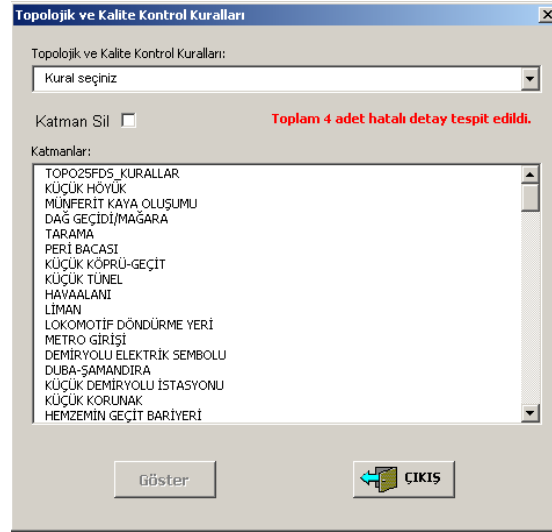 Topolojik ve Kalite Kontrol Kuralları
Topolojik ve Kalite Kontrol Kuralları:
Kural seçiniz
Katman Sil
Toplam 4 adet hatalı detay tespit edildi.
Katmanlar:
TOPO25FDS_KURALLAR
KÜÇÜK HÖYÜK
MÜNFERİT KAYA OLUŞUMU
DAĞ GEÇİDİ/MAĞARA
TARAMA
PERİ BACASI
KÜÇÜK KÖPRÜ-GEÇİT
KÜÇÜK TÜNEL
HAVAALANI
LİMAN
LOKOMOTİF DÖNDÜRME YERİ
METRO GİRİŞİ
DEMİRYOLU ELEKTRİK SEMBOLU
DUBA-ŞAMANDIRA
KÜÇÜK DEMİRYOLU İSTASYONU
KÜÇÜK KORUNAK
HEMZEMİN GEÇİT BARİYERİ
Göster
ÇIKIŞ